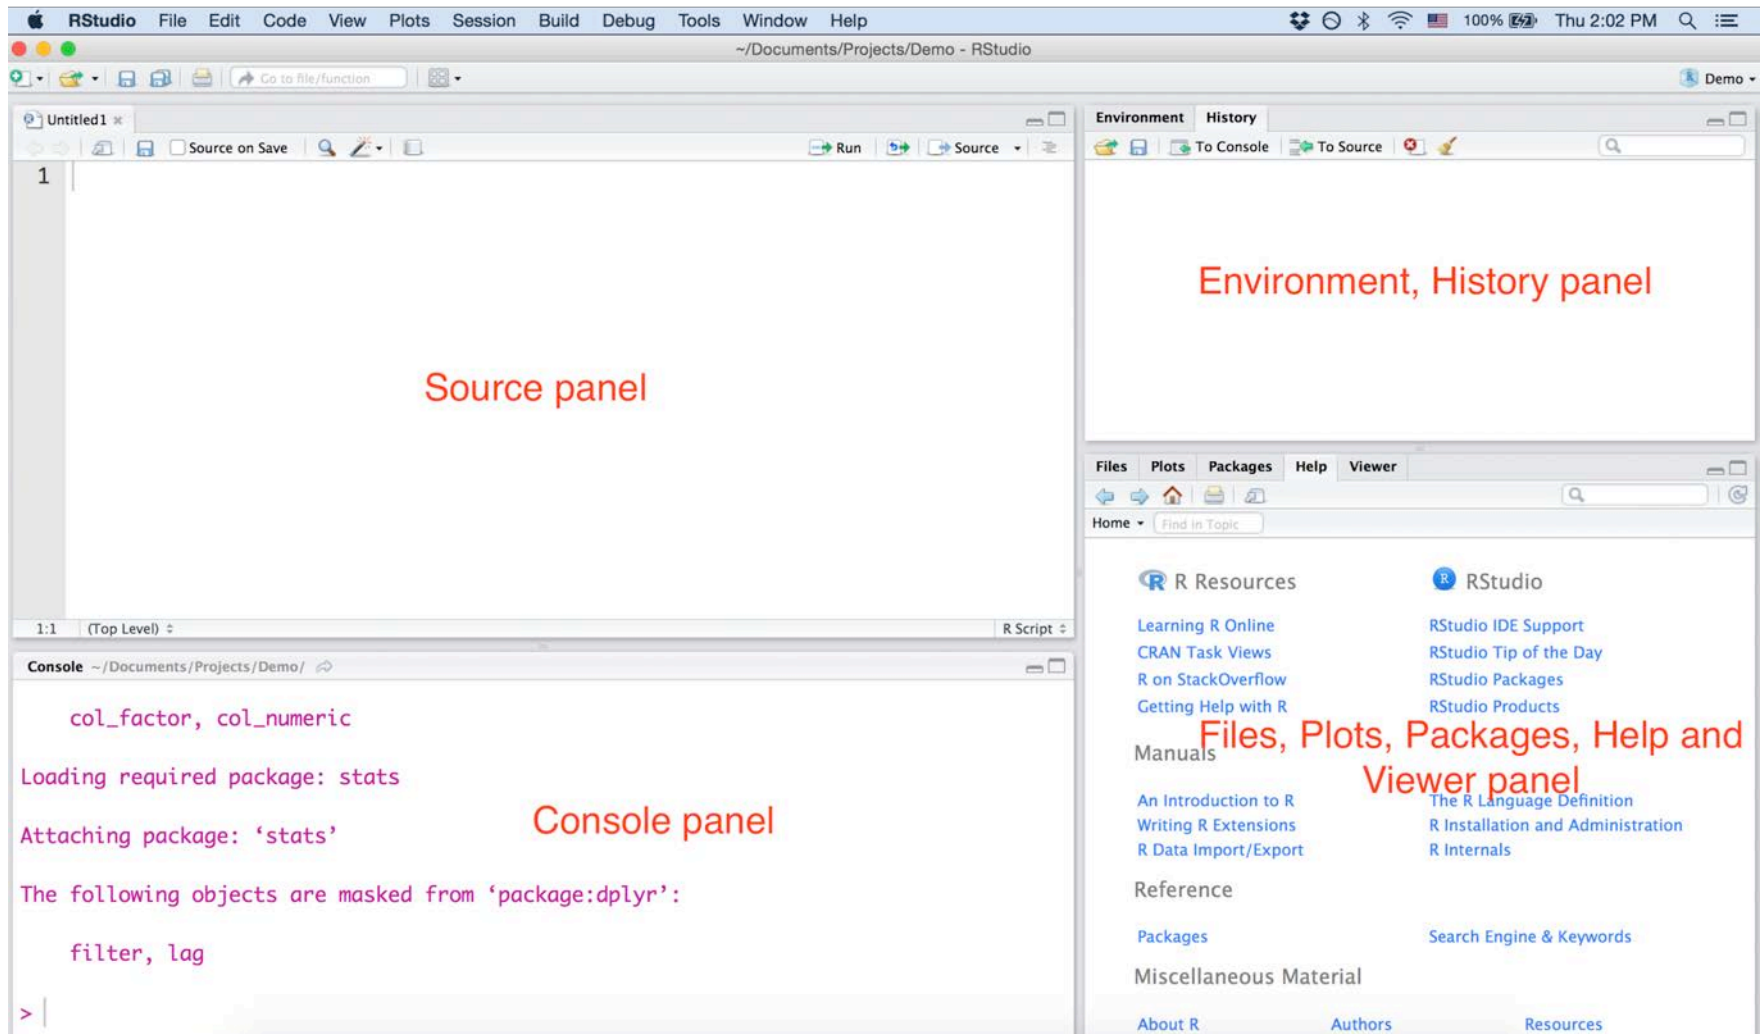 RStudio File Edit Code View Plots Session Build Debug Tools Window Help 100% Thu 2:02 PM
~/Documents/Projects/Demo - RStudio
Go to file/function Demo
Untitled1
Source on Save Run Source
1
Source panel
1:1 (Top Level) R Script
Console ~/Documents/Projects/Demo/
col_factor, col_numeric
Loading required package: stats
Attaching package: ‘stats’
Console panel
The following objects are masked from ‘package:dplyr’:
filter, lag
>
Environment History
To Console To Source
Environment, History panel
Files Plots Packages Help Viewer
Home Find in Topic
R R Resources R RStudio
Learning R Online RStudio IDE Support
CRAN Task Views RStudio Tip of the Day
R on StackOverflow RStudio Packages
Getting Help with R RStudio Products
Files, Plots, Packages, Help and
Viewer panel
Manuals
An Introduction to R The R Language Definition
Writing R Extensions R Installation and Administration
R Data Import/Export R Internals
Reference
Packages Search Engine & Keywords
Miscellaneous Material
About R Authors Resources